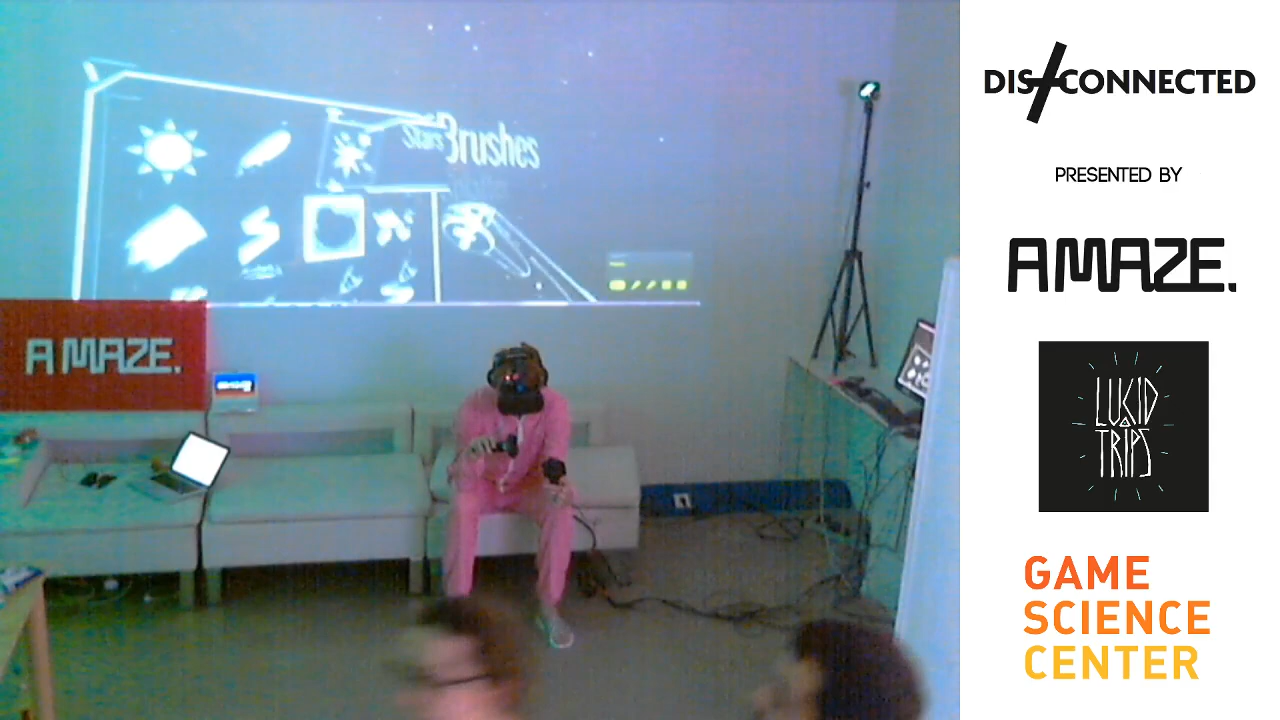 Stars
Brushes
A MAZE.
DIS/CONNECTED
PRESENTED BY
A MAZE.
LUCID
TRIPS
GAME
SCIENCE
CENTER